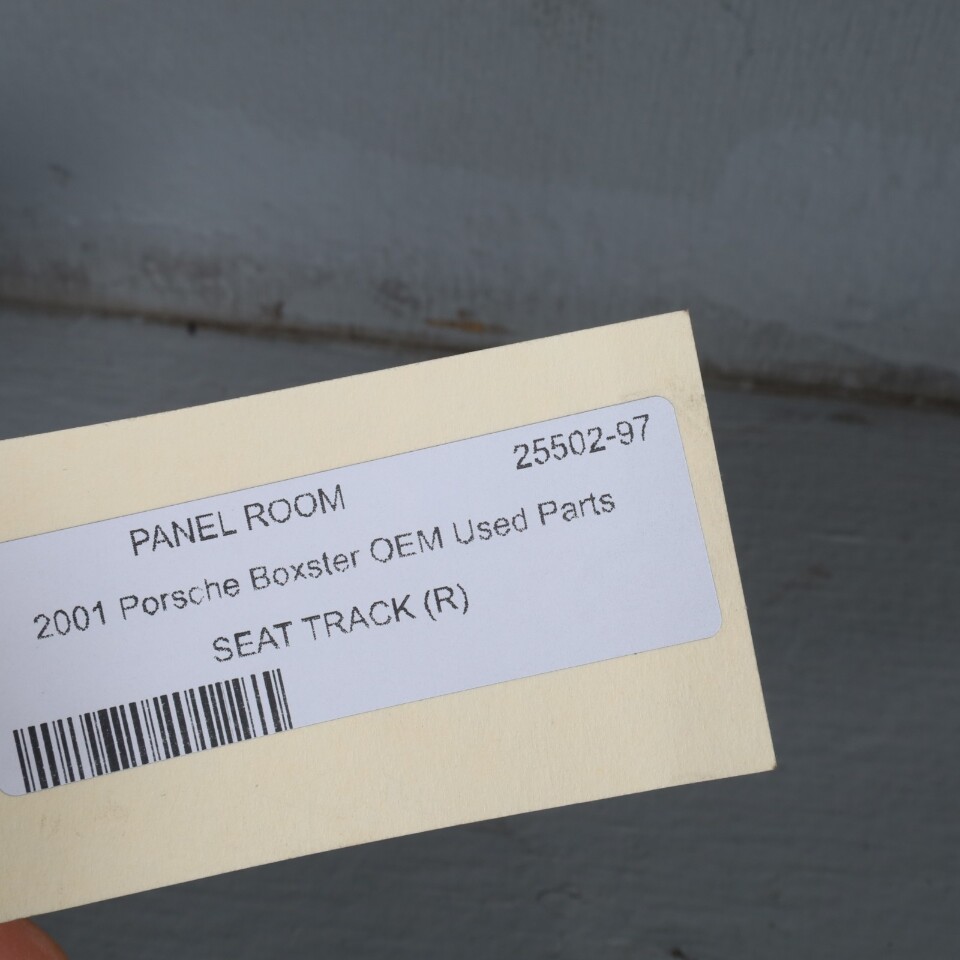 25502-97
PANEL ROOM
2001 Porsche Boxster OEM Used Parts
SEAT TRACK (R)